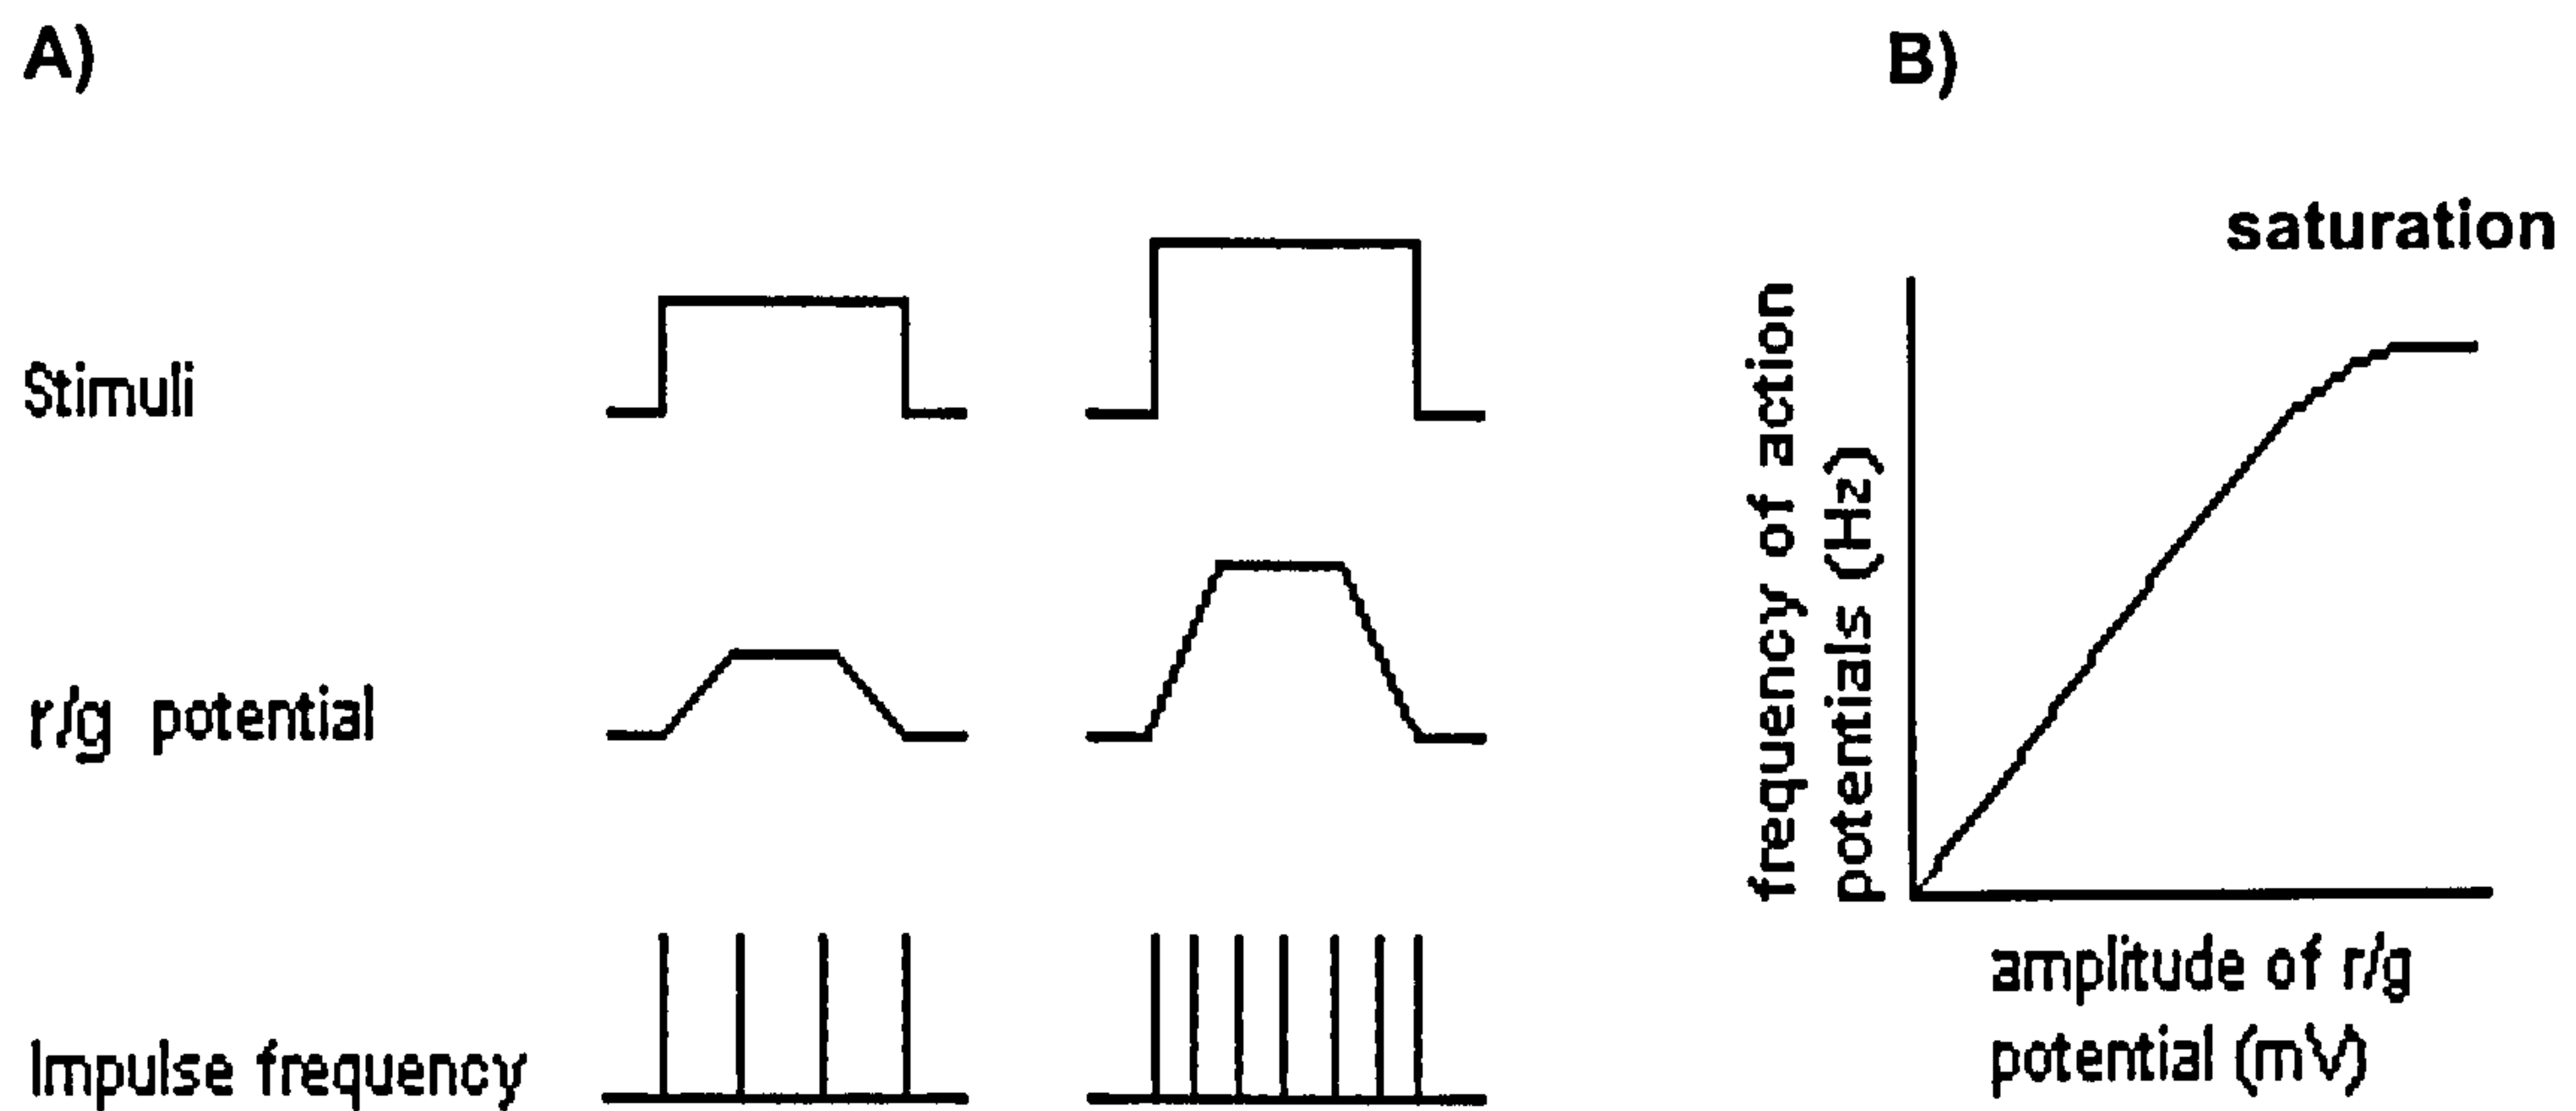 A)
Stimuli
r/g potential
Impulse frequency
B)
saturation
frequency of action
potentials (Hz)
amplitude of r/g
potential (mV)